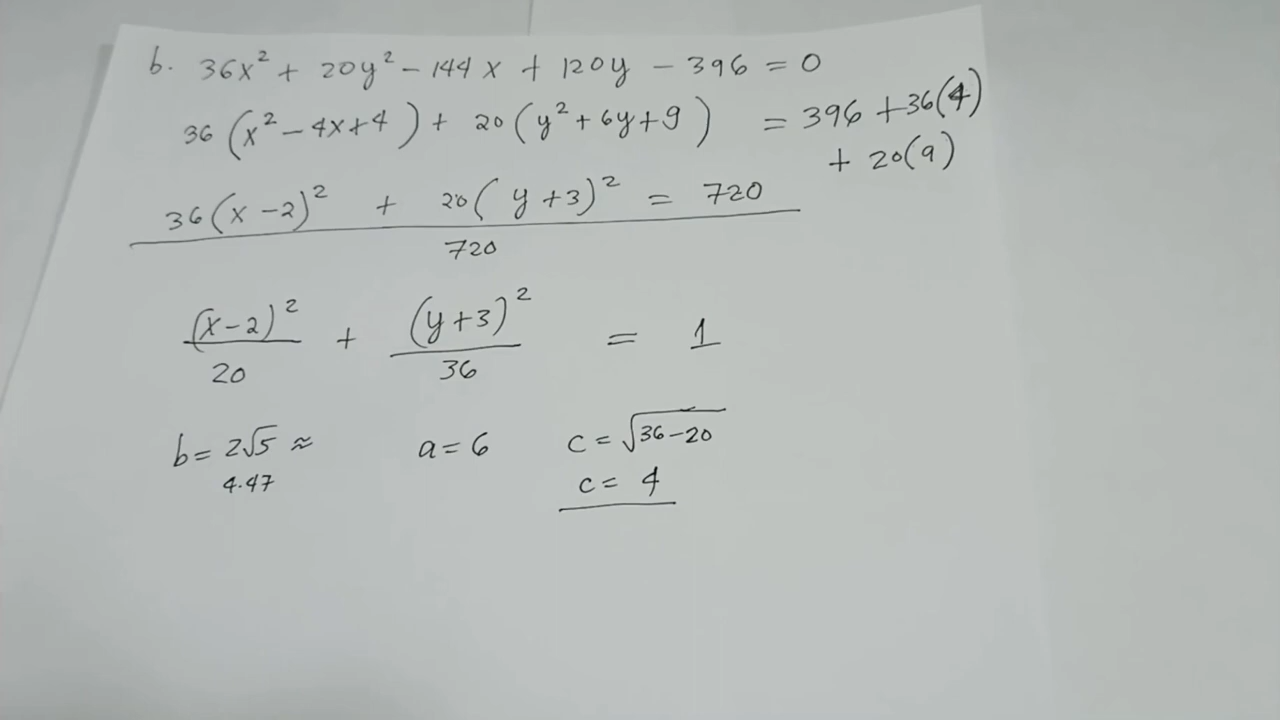 b. 36x² + 20y² - 144x + 120y - 396 = 0
36(x² - 4x + 4) + 20(y² + 6y + 9) = 396 + 36(4)
+ 20(9)
36(x - 2)² + 20(y + 3)² = 720
720
(x - 2)²/20 + (y + 3)²/36 = 1
b = 2√5 ≈ a = 6 c = √36 - 20
4.47 c = 4